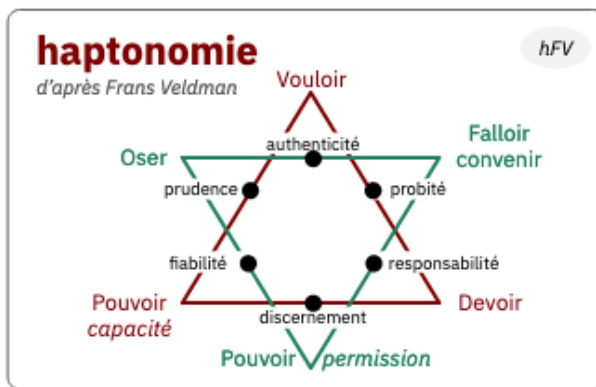 haptonomie
hFV
d'après Frans Veldman
Vouloir
Oser
authenticité
Falloir
convenir
prudence
probité
fiabilité
responsabilité
Pouvoir
capacité
discernement
Devoir
Pouvoir permission